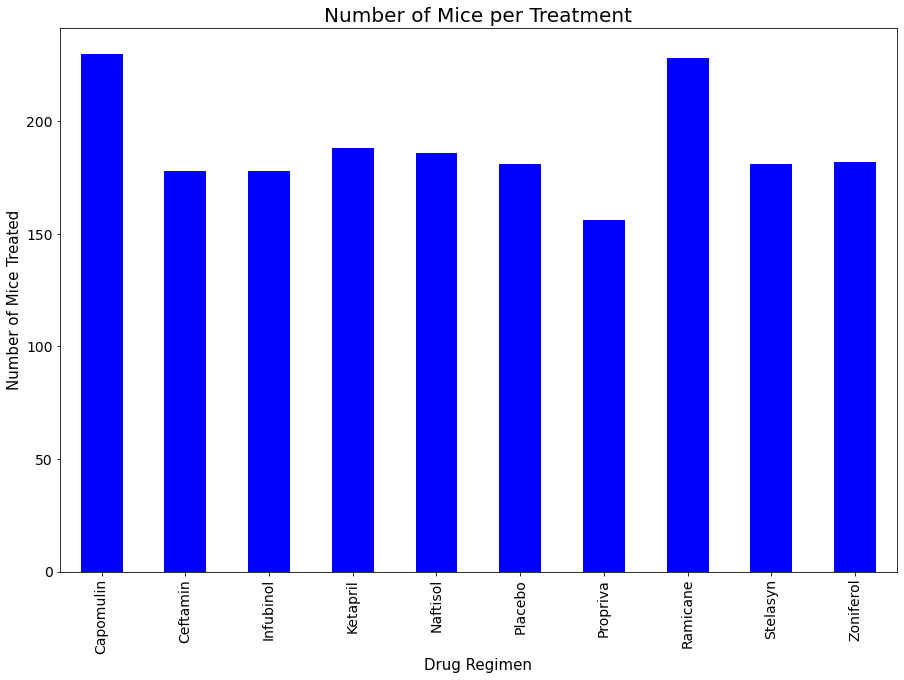 Number of Mice per Treatment
Number of Mice Treated
200
150
100
50
0
Capomulin
Ceftamin
Infubinol
Ketapril
Naftisol
Placebo
Propriva
Ramicane
Stelasyn
Zoniferol
Drug Regimen